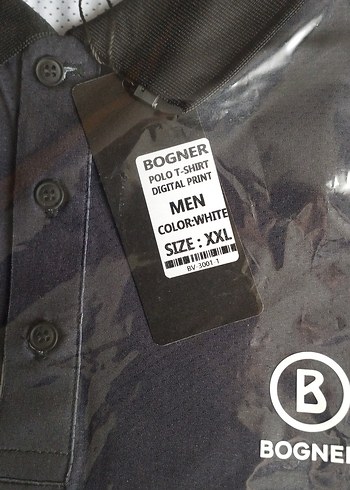 BOGNER
POLO T-SHIRT
DIGITAL PRINT
MEN
COLOR:WHITE
SIZE : XXL
BV-3001-1
B
BOGNER